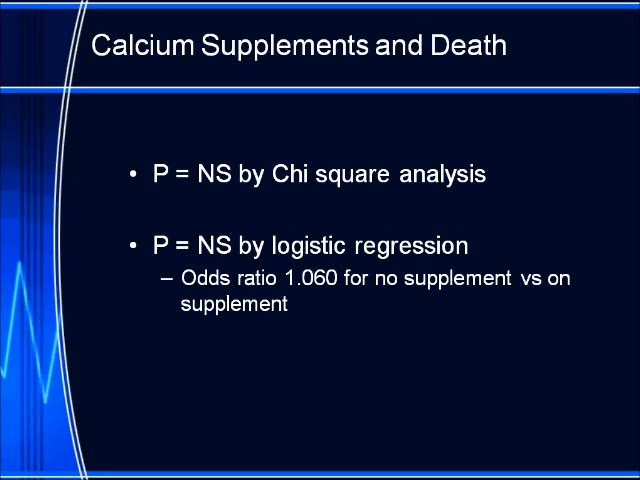 Calcium Supplements and Death
• P = NS by Chi square analysis
• P = NS by logistic regression
– Odds ratio 1.060 for no supplement vs on
supplement